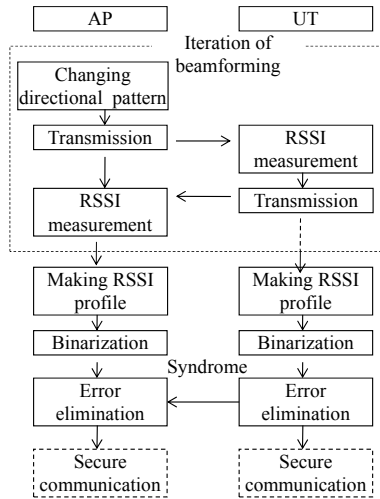 AP
UT
Iteration of
beamforming
Changing
directional pattern
Transmission
RSSI
measurement
RSSI
measurement
Transmission
Making RSSI
profile
Making RSSI
profile
Binarization
Binarization
Syndrome
Error
elimination
Error
elimination
Secure
communication
Secure
communication